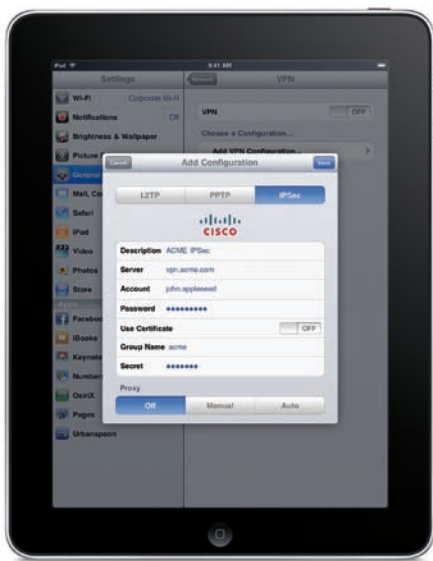 iPad
9:41 AM
Settings
Network
VPN
Wi-Fi Corporate Wi-Fi
Notifications Off
Brightness & Wallpaper
Picture
General
Mail, Co
Safari
iPod
Video
Photos
Store
Apps
Faceboo
iBooks
Keynote
Number
OsiriX
Pages
Urbanspoon
VPN OFF
Choose a Configuration...
Add VPN Configuration...
Cancel
Add Configuration
Save
L2TP PPTP IPSec
CISCO
Description ACME IPSec
Server vpn.acme.com
Account john.appleseed
Password •••••••••
Use Certificate OFF
Group Name acme
Secret •••••••
Proxy
Off Manual Auto